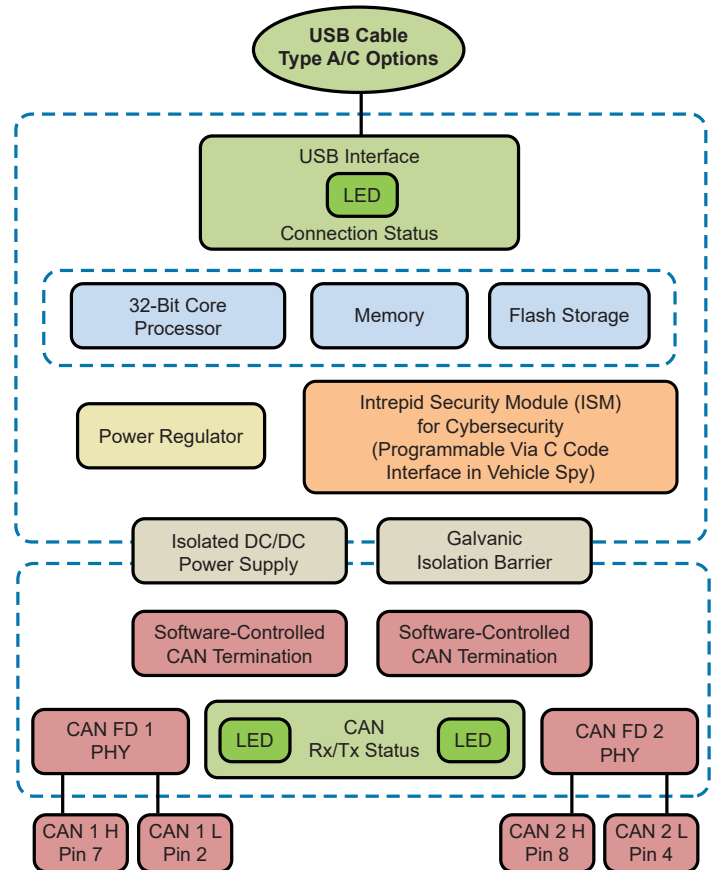 USB Cable
Type A/C Options
USB Interface
LED
Connection Status
32-Bit Core
Processor
Memory
Flash Storage
Power Regulator
Intrepid Security Module (ISM)
for Cybersecurity
(Programmable Via C Code
Interface in Vehicle Spy)
Isolated DC/DC
Power Supply
Galvanic
Isolation Barrier
Software-Controlled
CAN Termination
Software-Controlled
CAN Termination
CAN FD 1
PHY
LED
CAN
Rx/Tx Status
LED
CAN FD 2
PHY
CAN 1 H
Pin 7
CAN 1 L
Pin 2
CAN 2 H
Pin 8
CAN 2 L
Pin 4